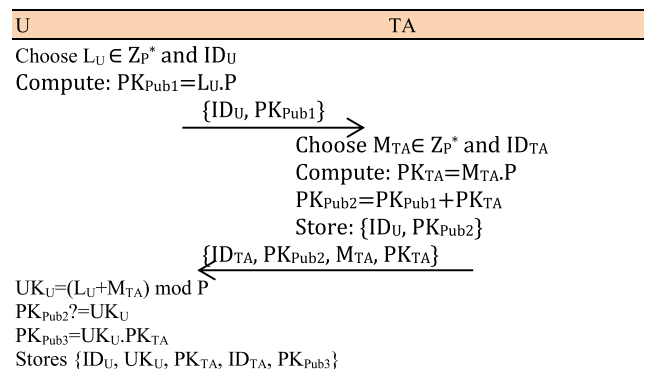 U TA
Choose LU ∈ ZP* and IDU
Compute: PKPub1=LU.P
{IDU, PKPub1}
Choose MTA∈ ZP* and IDTA
Compute: PKTA=MTA.P
PKPub2=PKPub1+PKTA
Store: {IDU, PKPub2}
{IDTA, PKPub2, MTA, PKTA}
UKU=(LU+MTA) mod P
PKPub2?=UKU
PKPub3=UKU.PKTA
Stores {IDU, UKU, PKTA, IDTA, PKPub3}